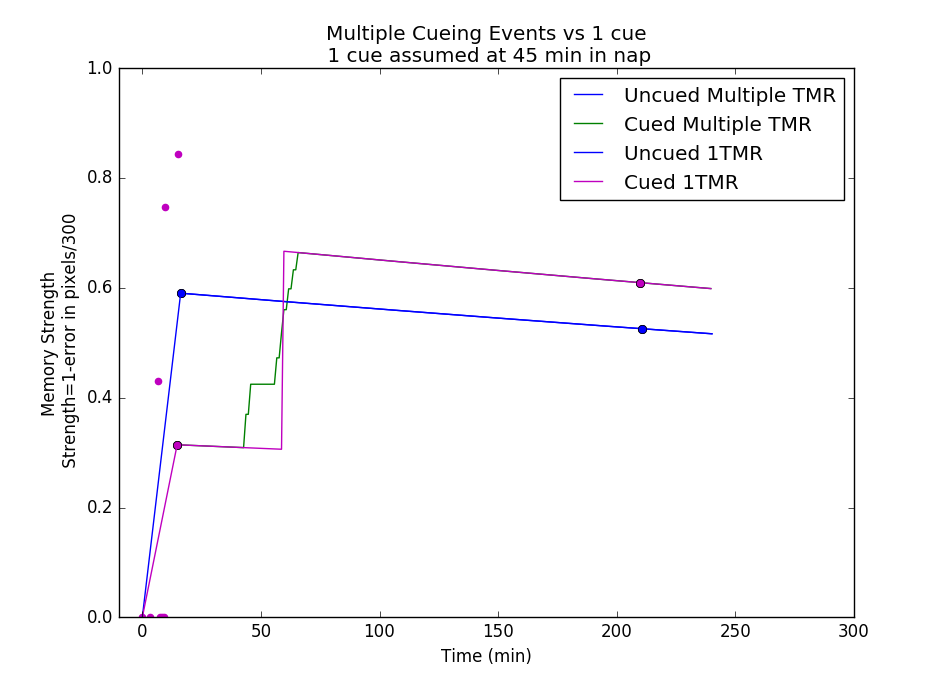 Multiple Cueing Events vs 1 cue
1 cue assumed at 45 min in nap
1.0
0.8
0.6
0.4
0.2
0.0
Memory Strength
Strength=1-error in pixels/300
Uncued Multiple TMR
Cued Multiple TMR
Uncued 1TMR
Cued 1TMR
0 50 100 150 200 250 300
Time (min)